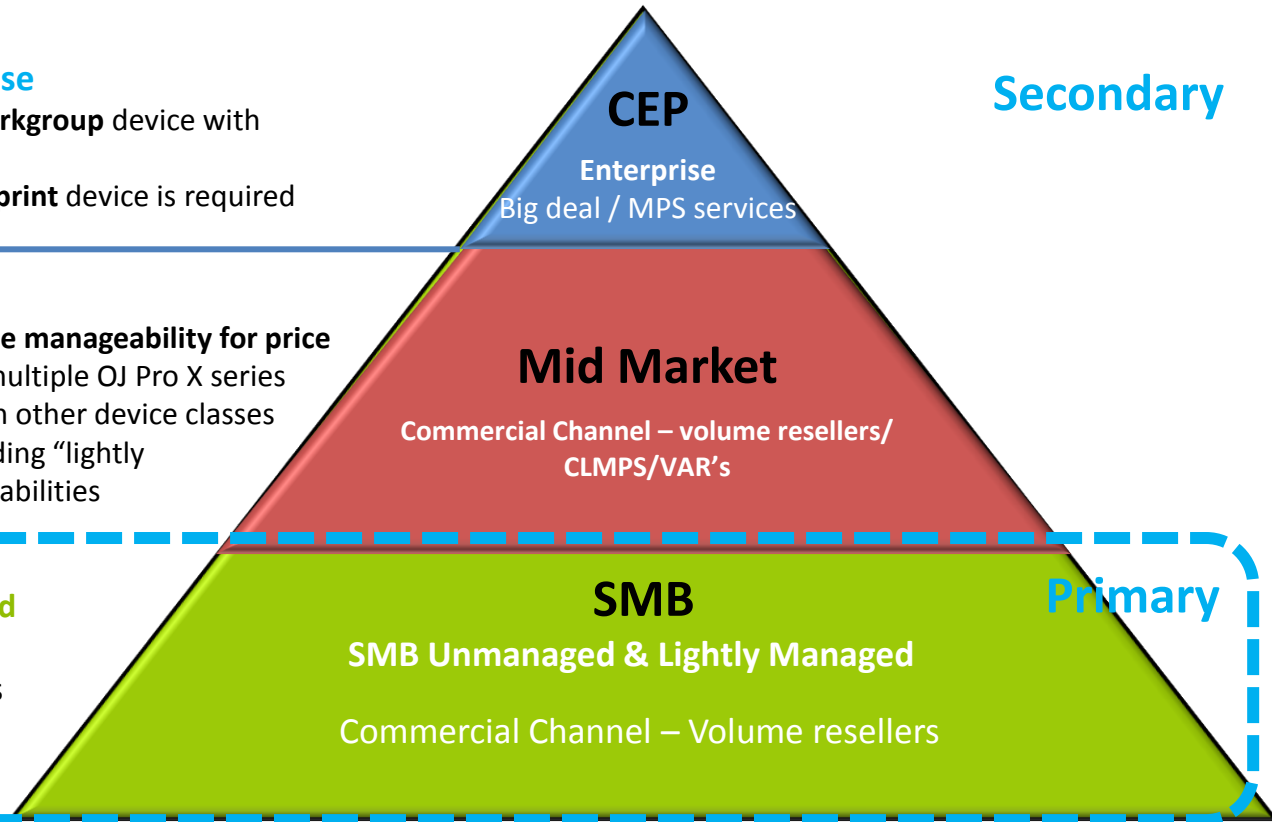 se
rkgroup device with
print device is required
e manageability for price
multiple OJ Pro X series
n other device classes
ding “lightly
abilities
d
s
CEP
Enterprise
Big deal / MPS services
Secondary
Mid Market
Commercial Channel – volume resellers/
CLMPS/VAR’s
Primary
SMB
SMB Unmanaged & Lightly Managed
Commercial Channel – Volume resellers